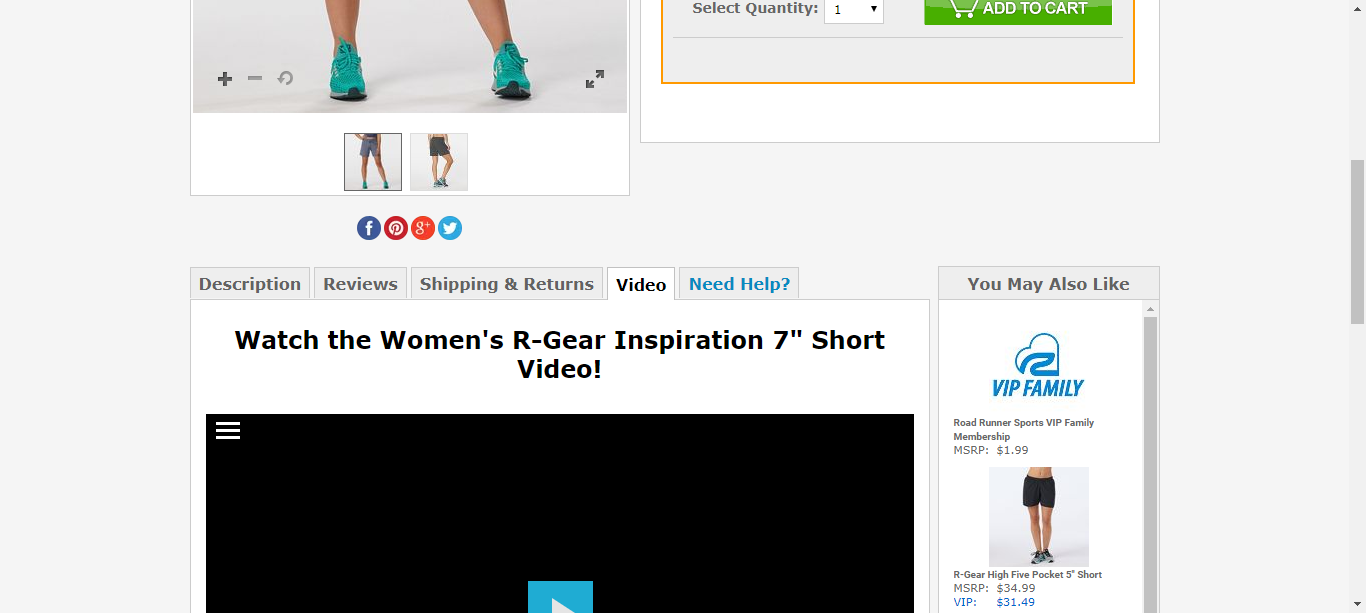 Select Quantity: 1 ADD TO CART
Description Reviews Shipping & Returns Video Need Help?
You May Also Like
Watch the Women's R-Gear Inspiration 7" Short
Video!
VIP FAMILY
Road Runner Sports VIP Family
Membership
MSRP: $1.99
R-Gear High Five Pocket 5" Short
MSRP: $34.99
VIP: $31.49